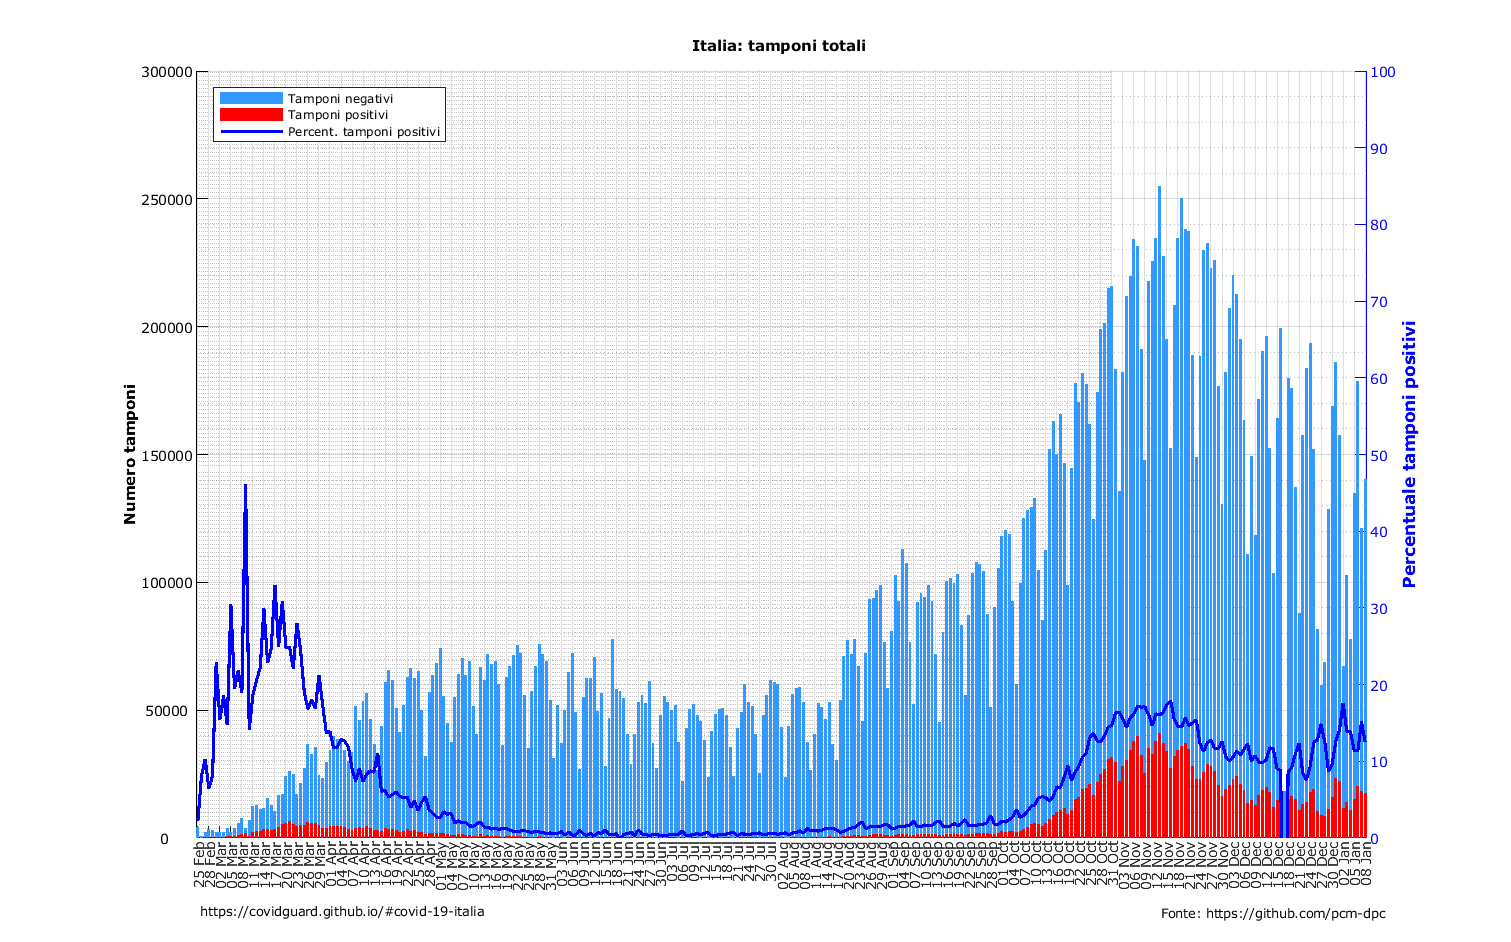 Italia: tamponi totali
Tamponi negativi
Tamponi positivi
Percent. tamponi positivi
Numero tamponi
300000
250000
200000
150000
100000
50000
0
Percentuale tamponi positivi
100
90
80
70
60
50
40
30
20
10
0
25 Feb
28 Feb
02 Mar
05 Mar
08 Mar
11 Mar
14 Mar
17 Mar
20 Mar
23 Mar
26 Mar
29 Mar
01 Apr
04 Apr
07 Apr
10 Apr
13 Apr
16 Apr
19 Apr
22 Apr
25 Apr
28 Apr
01 May
04 May
07 May
10 May
13 May
16 May
19 May
22 May
25 May
28 May
31 May
03 Jun
06 Jun
09 Jun
12 Jun
15 Jun
18 Jun
21 Jun
24 Jun
27 Jun
30 Jun
03 Jul
06 Jul
09 Jul
12 Jul
15 Jul
18 Jul
21 Jul
24 Jul
27 Jul
30 Jul
02 Aug
05 Aug
08 Aug
11 Aug
14 Aug
17 Aug
20 Aug
23 Aug
26 Aug
29 Aug
01 Sep
04 Sep
07 Sep
10 Sep
13 Sep
16 Sep
19 Sep
22 Sep
25 Sep
28 Sep
01 Oct
04 Oct
07 Oct
10 Oct
13 Oct
16 Oct
19 Oct
22 Oct
25 Oct
28 Oct
31 Oct
03 Nov
06 Nov
09 Nov
12 Nov
15 Nov
18 Nov
21 Nov
24 Nov
27 Nov
30 Nov
03 Dec
06 Dec
09 Dec
12 Dec
15 Dec
18 Dec
21 Dec
24 Dec
27 Dec
30 Dec
02 Jan
05 Jan
08 Jan
https://covidguard.github.io/#covid-19-italia
Fonte: https://github.com/pcm-dpc